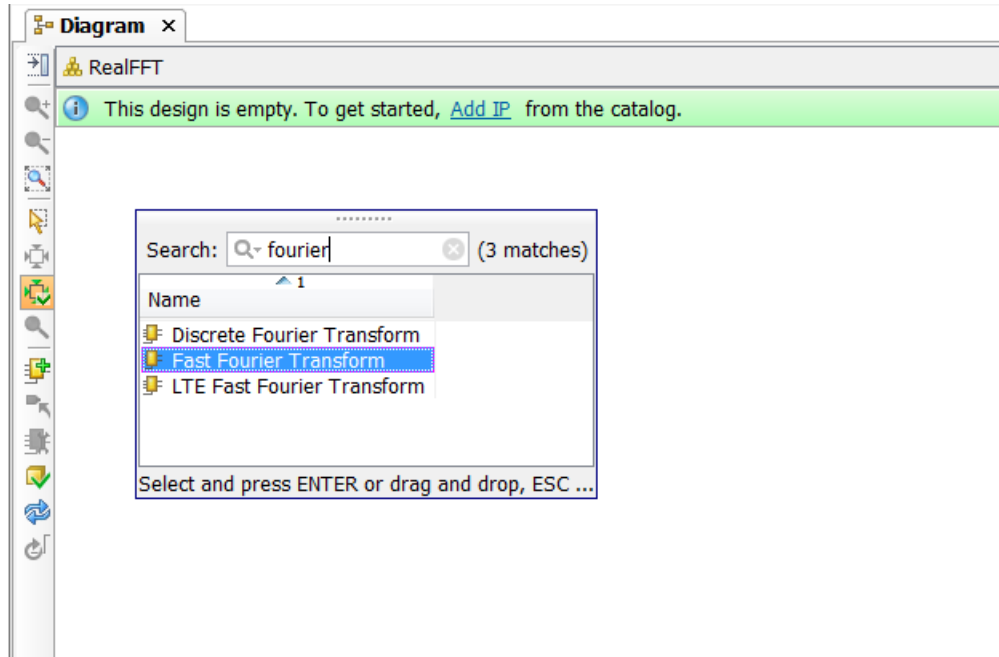 Diagram ×
RealFFT
This design is empty. To get started, Add IP from the catalog.
Search: fourier (3 matches)
1
Name
Discrete Fourier Transform
Fast Fourier Transform
LTE Fast Fourier Transform
Select and press ENTER or drag and drop, ESC ...